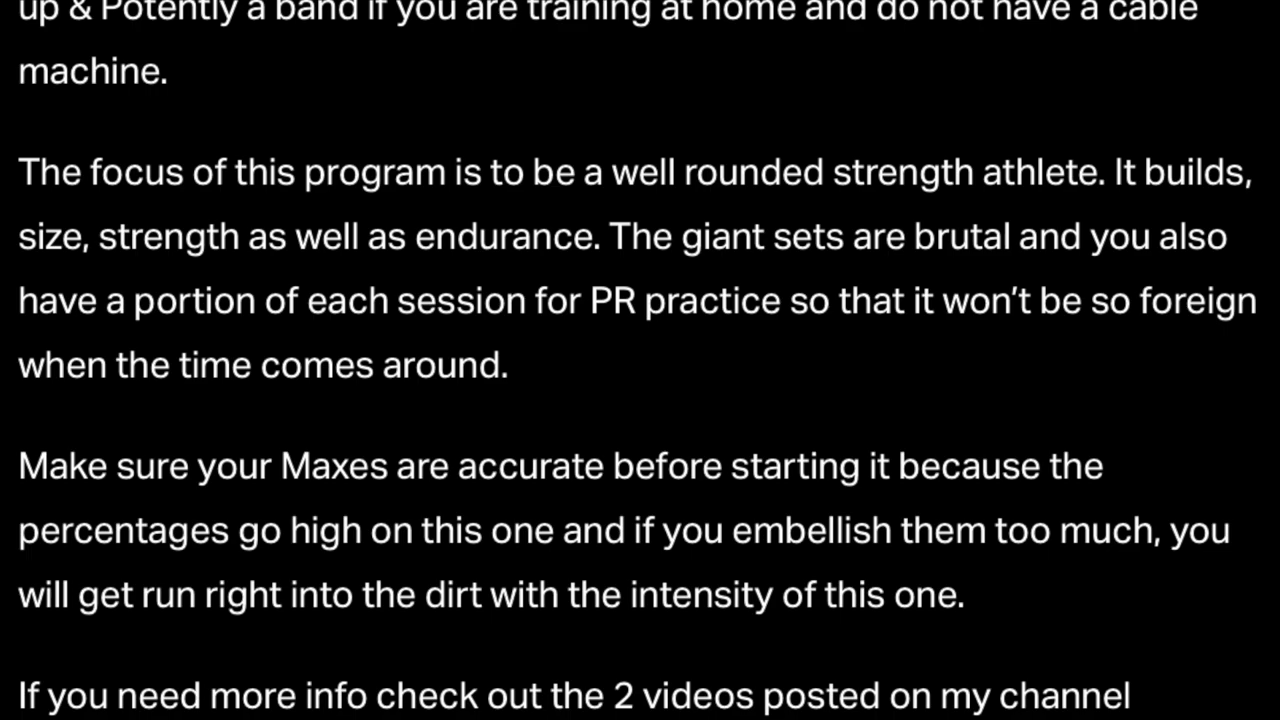 up & Potently a band if you are training at home and do not have a cable
machine.
The focus of this program is to be a well rounded strength athlete. It builds,
size, strength as well as endurance. The giant sets are brutal and you also
have a portion of each session for PR practice so that it won’t be so foreign
when the time comes around.
Make sure your Maxes are accurate before starting it because the
percentages go high on this one and if you embellish them too much, you
will get run right into the dirt with the intensity of this one.
If you need more info check out the 2 videos posted on my channel